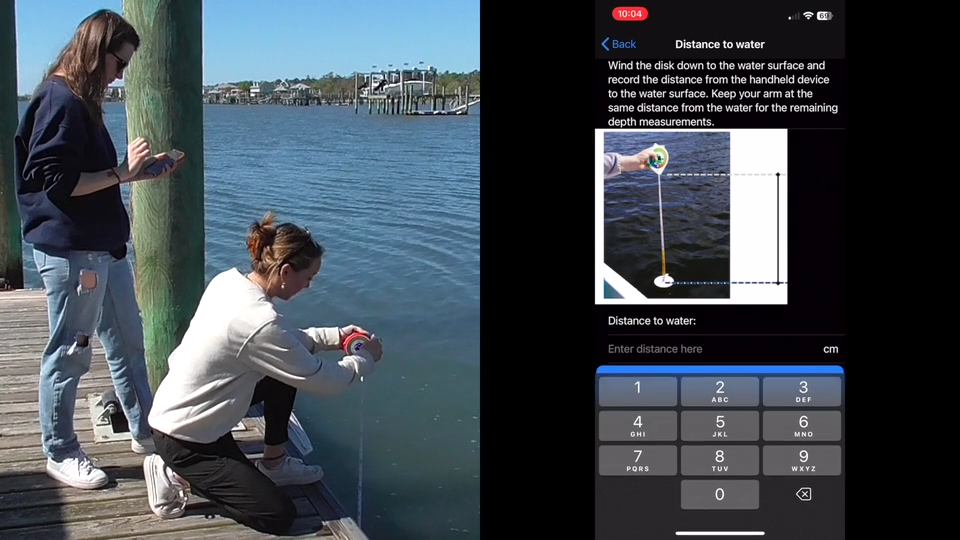 10:04
69
Back
Distance to water
Wind the disk down to the water surface and
record the distance from the handheld device
to the water surface. Keep your arm at the
same distance from the water for the remaining
depth measurements.
Distance to water:
Enter distance here
cm
1
2
ABC
3
DEF
4
GHI
5
JKL
6
MNO
7
PQRS
8
TUV
9
WXYZ
0